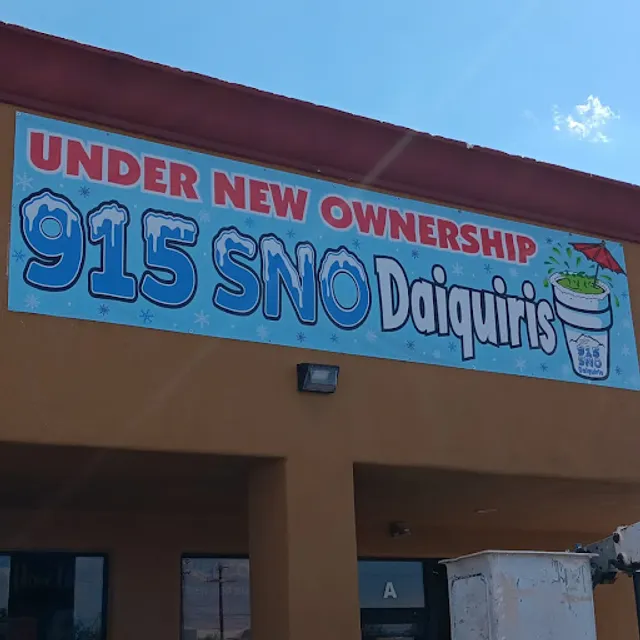 UNDER NEW OWNERSHIP
915 SNO Daiquiris
915
SNO
Daiquiris
A